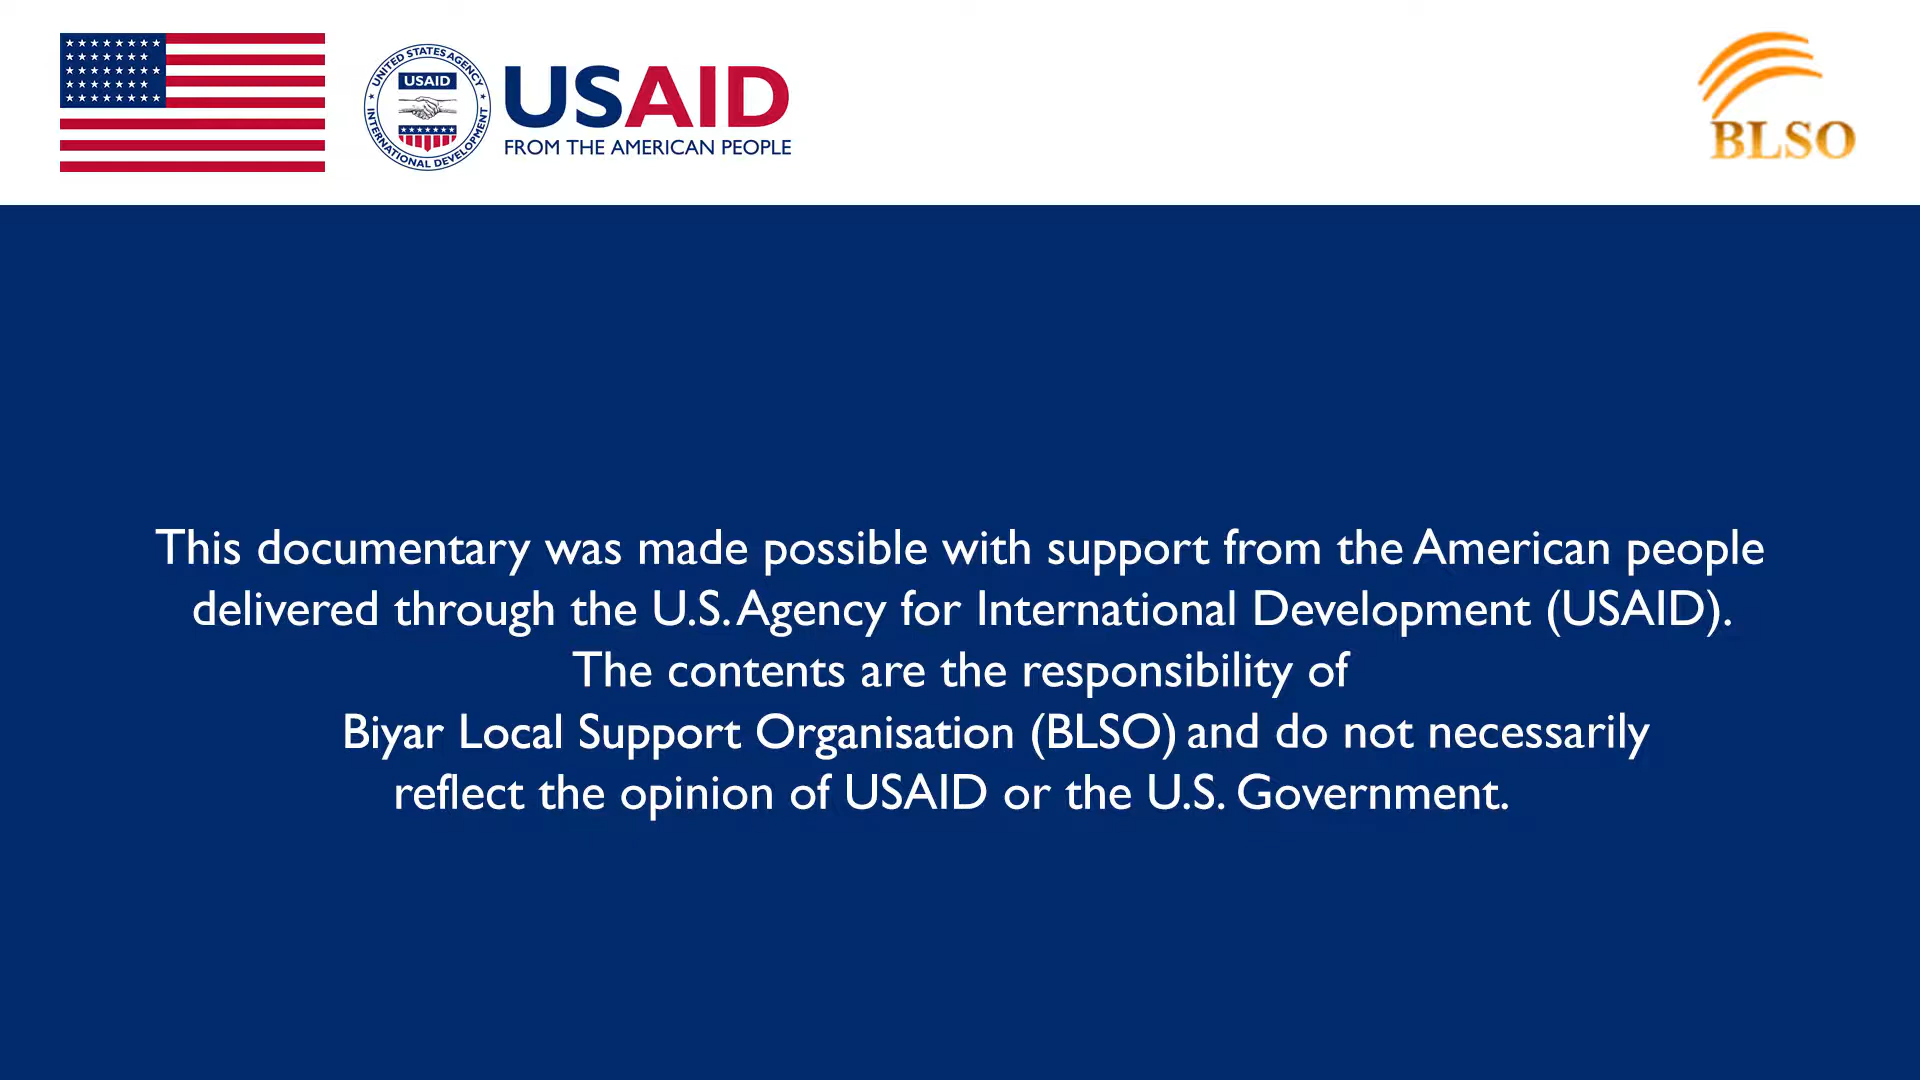 UNITED STATES AGENCY
USAID
INTERNATIONAL DEVELOPMENT
USAID
FROM THE AMERICAN PEOPLE
BLSO
This documentary was made possible with support from the American people
delivered through the U.S. Agency for International Development (USAID).
The contents are the responsibility of
Biyar Local Support Organisation (BLSO) and do not necessarily
reflect the opinion of USAID or the U.S. Government.